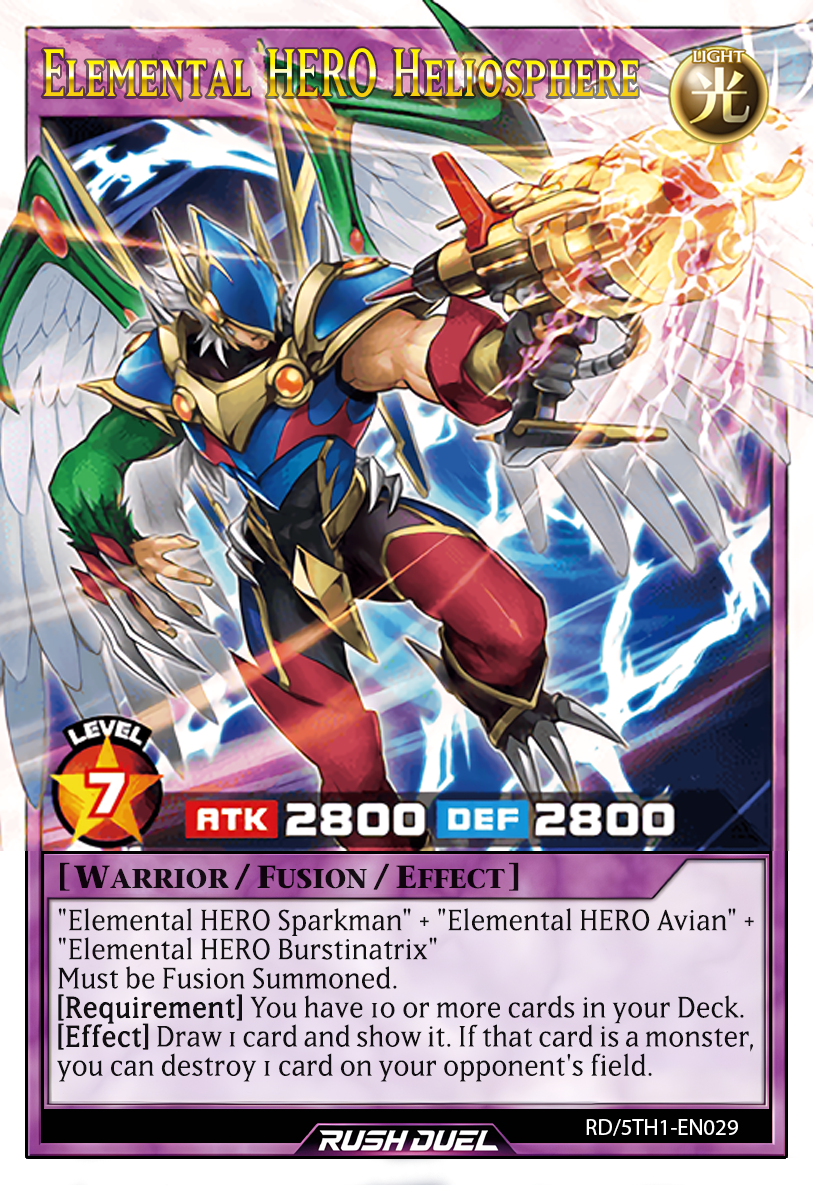 Elemental HERO Heliosphere
LIGHT
光
LEVEL
7
ATK 2800 DEF 2800
[Warrior / Fusion / Effect]
"Elemental HERO Sparkman" + "Elemental HERO Avian" +
"Elemental HERO Burstinatrix"
Must be Fusion Summoned.
[Requirement] You have 10 or more cards in your Deck.
[Effect] Draw 1 card and show it. If that card is a monster,
you can destroy 1 card on your opponent's field.
RD/5TH1-EN029
RUSH DUEL